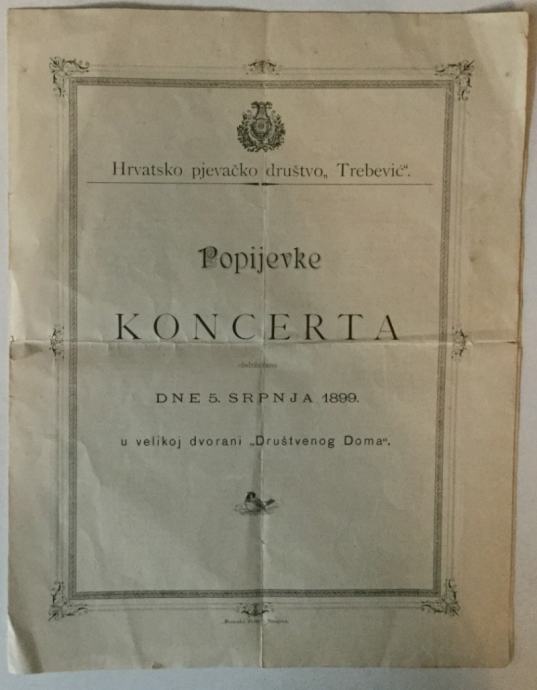 Hrvatsko pjevačko društvo„ Trebević“.
Popijevke
KONCERTA
DNE 5. SRPNJA 1899.
u velikoj dvorani „Društvenog Doma“.